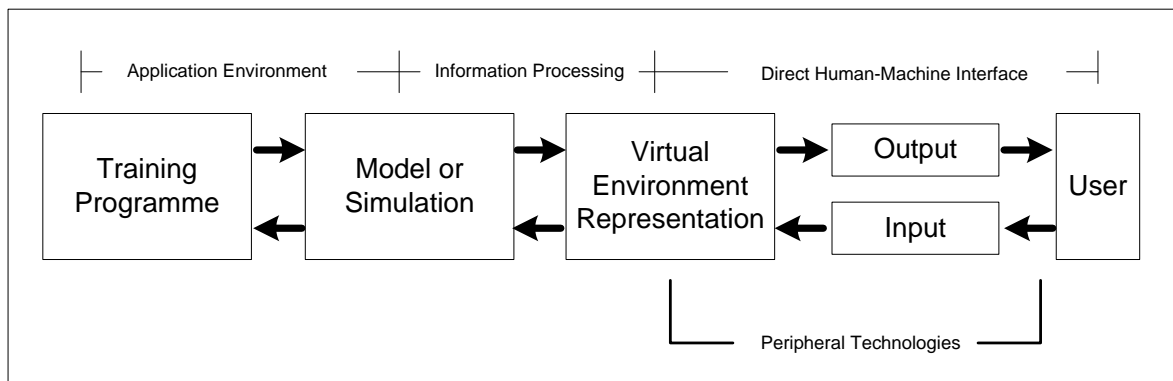 Application Environment
Information Processing
Direct Human-Machine Interface
Training
Programme
Model or
Simulation
Virtual
Environment
Representation
Output
Input
User
Peripheral Technologies